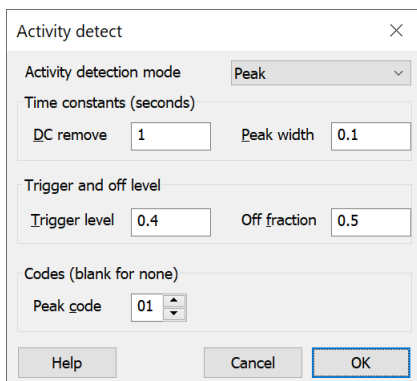 Activity detect
Activity detection mode Peak
Time constants (seconds)
DC remove 1 Peak width 0.1
Trigger and off level
Trigger level 0.4 Off fraction 0.5
Codes (blank for none)
Peak code 01
Help Cancel OK